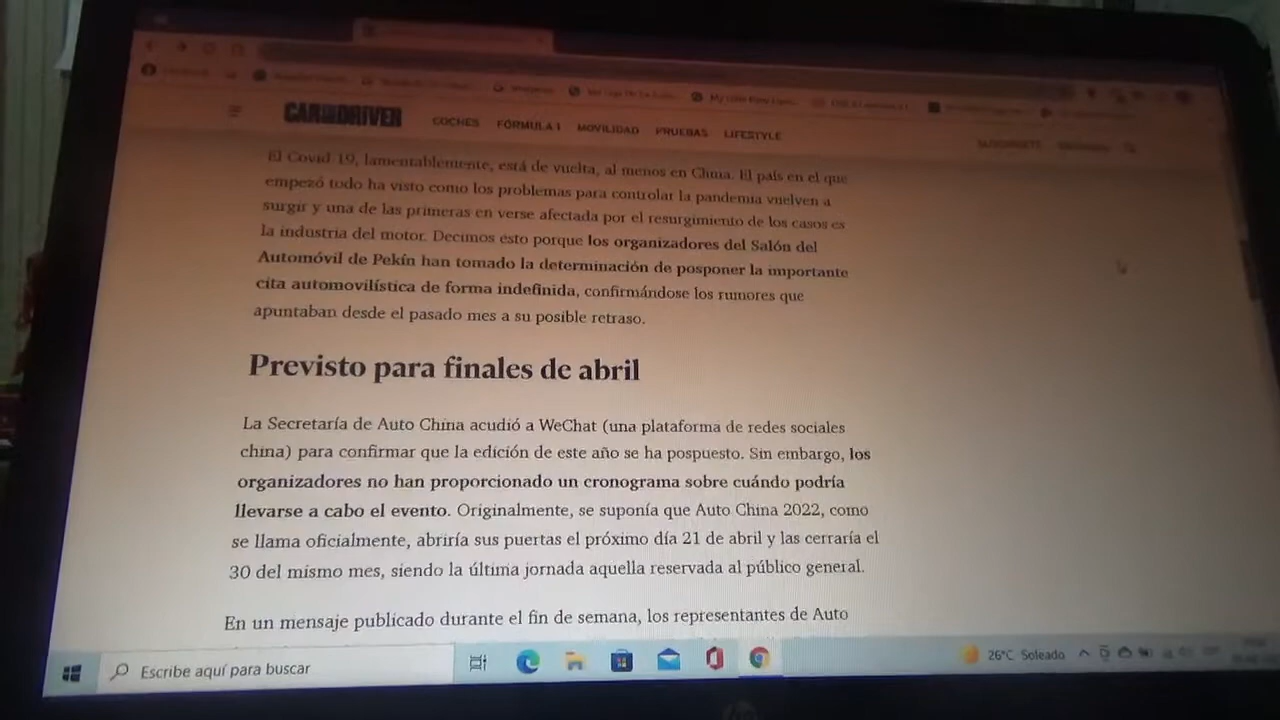 CAR AND DRIVER COCHES FÓRMULA 1 MOVILIDAD PRUEBAS LIFESTYLE
El Covid 19, lamentablemente, está de vuelta, al menos en China. El país en el que
empezó todo ha visto como los problemas para controlar la pandemia vuelven a
surgir y una de las primeras en verse afectada por el resurgimiento de los casos es
la industria del motor. Decimos esto porque los organizadores del Salón del
Automóvil de Pekín han tomado la determinación de posponer la importante
cita automovilística de forma indefinida, confirmándose los rumores que
apuntaban desde el pasado mes a su posible retraso.
Previsto para finales de abril
La Secretaría de Auto China acudió a WeChat (una plataforma de redes sociales
china) para confirmar que la edición de este año se ha pospuesto. Sin embargo, los
organizadores no han proporcionado un cronograma sobre cuándo podría
llevarse a cabo el evento. Originalmente, se suponía que Auto China 2022, como
se llama oficialmente, abriría sus puertas el próximo día 21 de abril y las cerraría el
30 del mismo mes, siendo la última jornada aquella reservada al público general.
En un mensaje publicado durante el fin de semana, los representantes de Auto
Escribe aquí para buscar 26°C Soleado